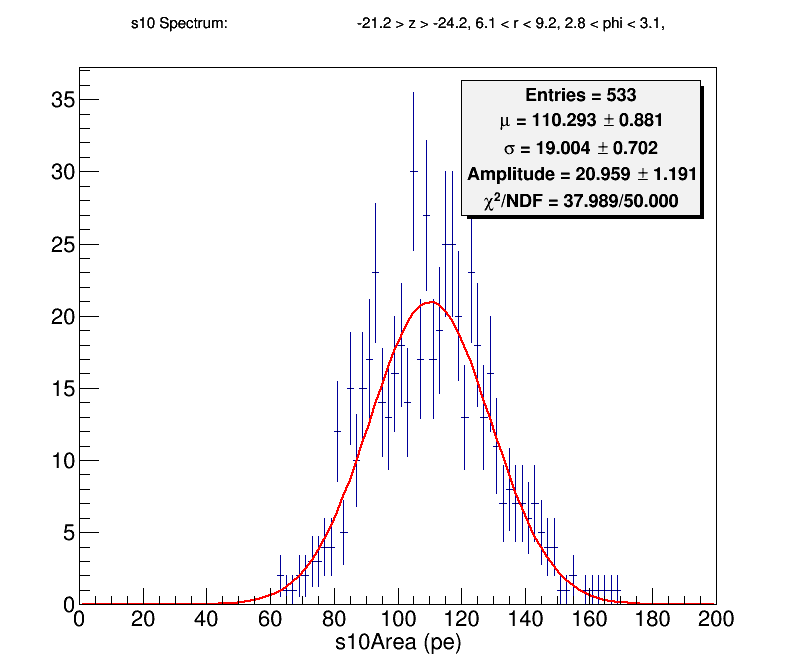 s10 Spectrum: -21.2 > z > -24.2, 6.1 < r < 9.2, 2.8 < phi < 3.1,
Entries = 533
μ = 110.293 ± 0.881
σ = 19.004 ± 0.702
Amplitude = 20.959 ± 1.191
χ²/NDF = 37.989/50.000
35
30
25
20
15
10
5
0
0 20 40 60 80 100 120 140 160 180 200
s10Area (pe)